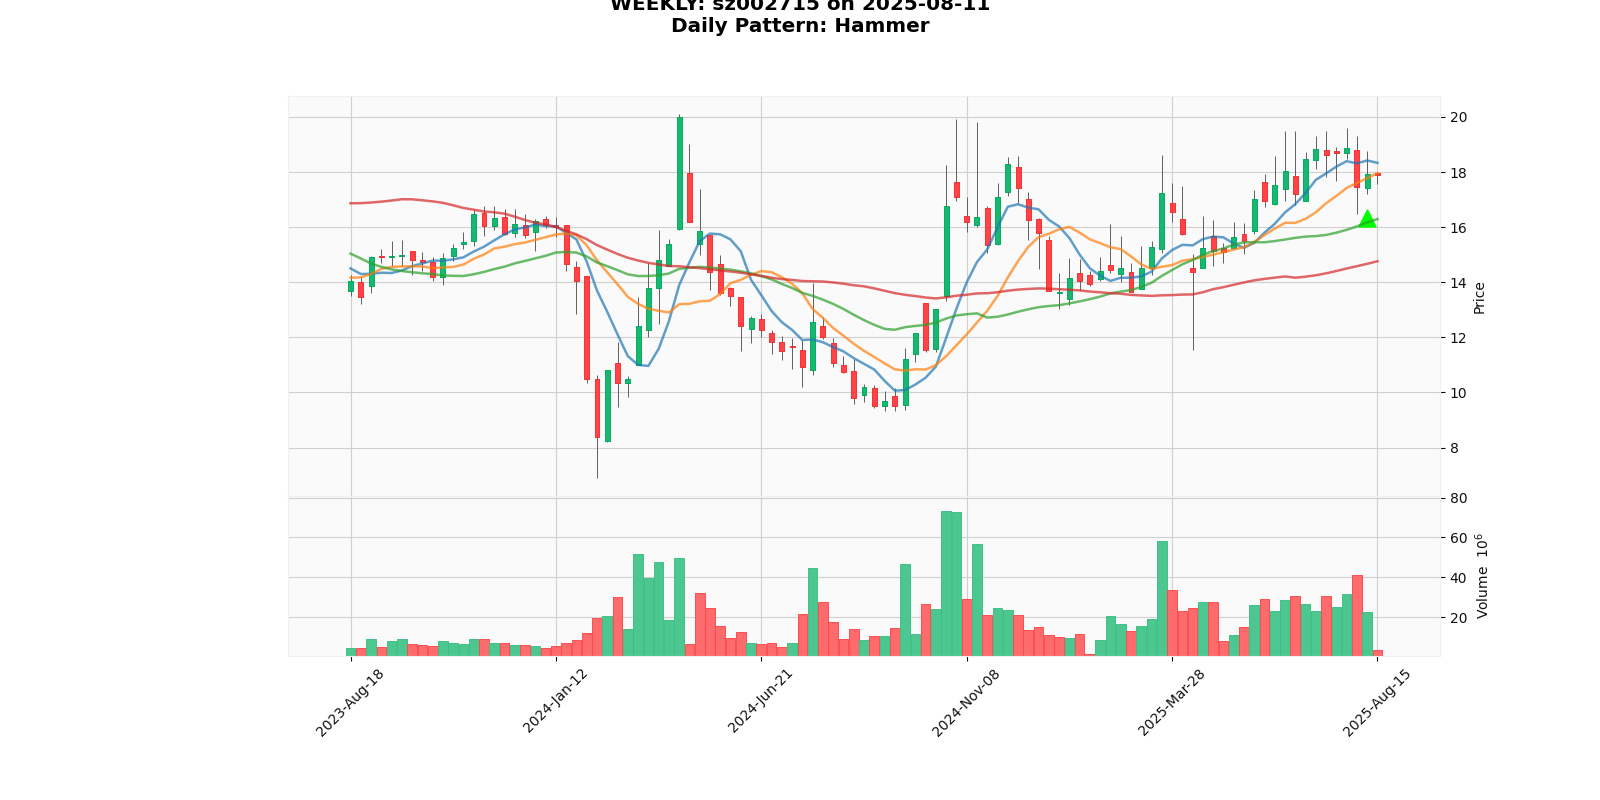 WEEKLY: sz002715 on 2025-08-11
Daily Pattern: Hammer
20
18
16
14
12
10
8
Price
80
60
40
20
Volume 10^6
2023-Aug-18
2024-Jan-12
2024-Jun-21
2024-Nov-08
2025-Mar-28
2025-Aug-15